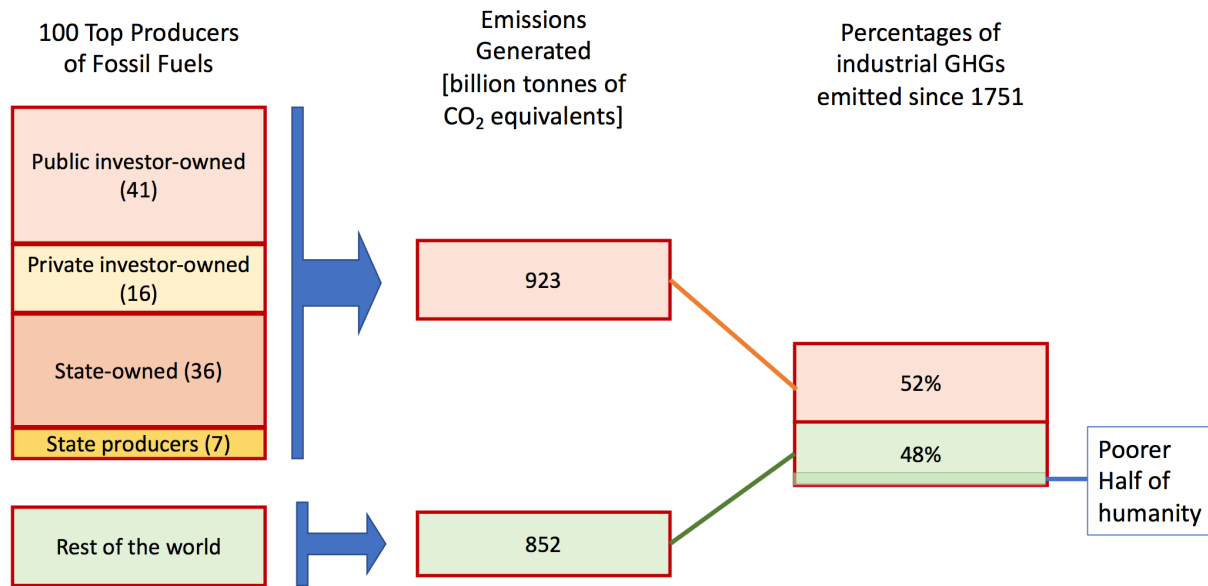 100 Top Producers
of Fossil Fuels
Emissions
Generated
[billion tonnes of
CO₂ equivalents]
Percentages of
industrial GHGs
emitted since 1751
Public investor-owned
(41)
Private investor-owned
(16)
State-owned (36)
State producers (7)
Rest of the world
923
852
52%
48%
Poorer
Half of
humanity